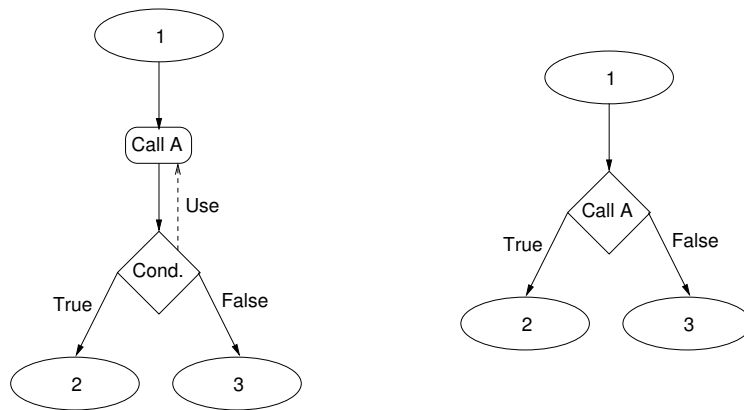 1
Call A
Use
Cond.
True
False
2
3
1
Call A
True
False
2
3